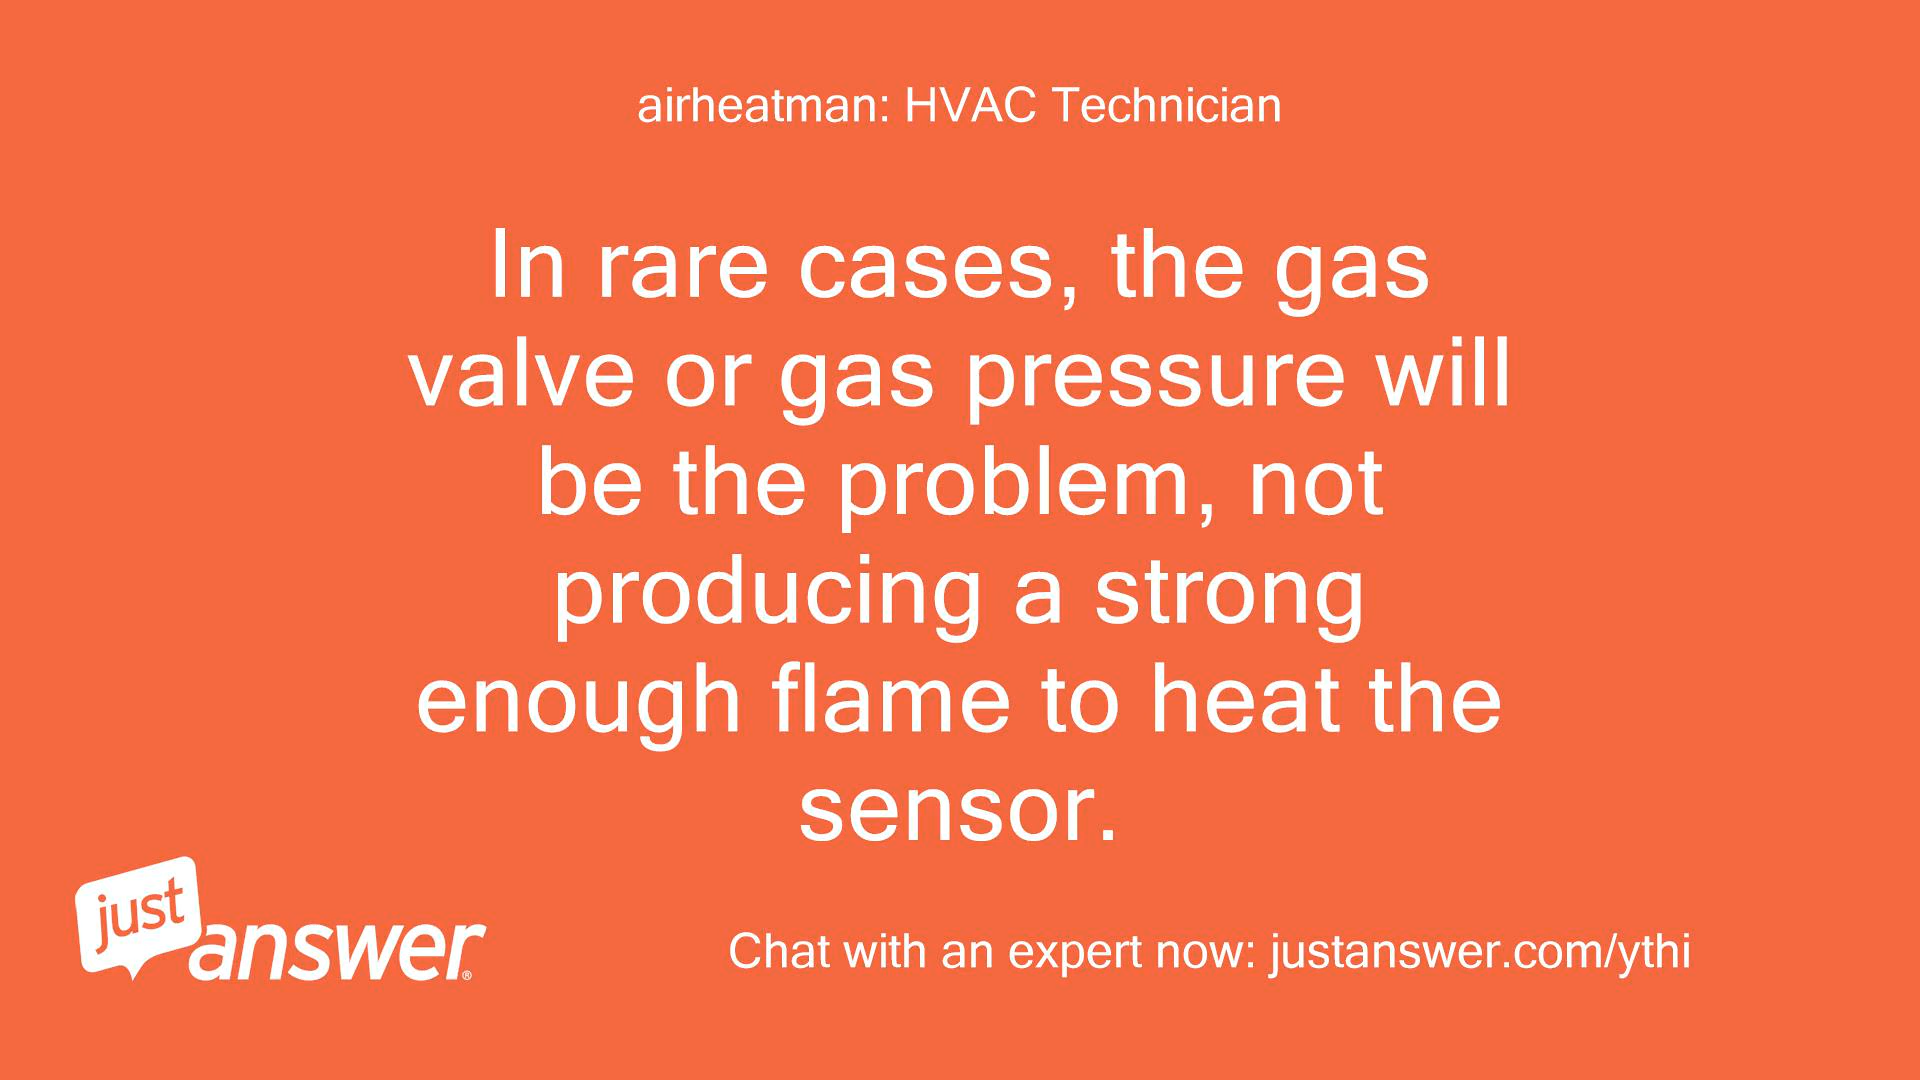 airheatman: HVAC Technician
In rare cases, the gas
valve or gas pressure will
be the problem, not
producing a strong
enough flame to heat the
sensor.
just
answer®
Chat with an expert now: justanswer.com/ythi